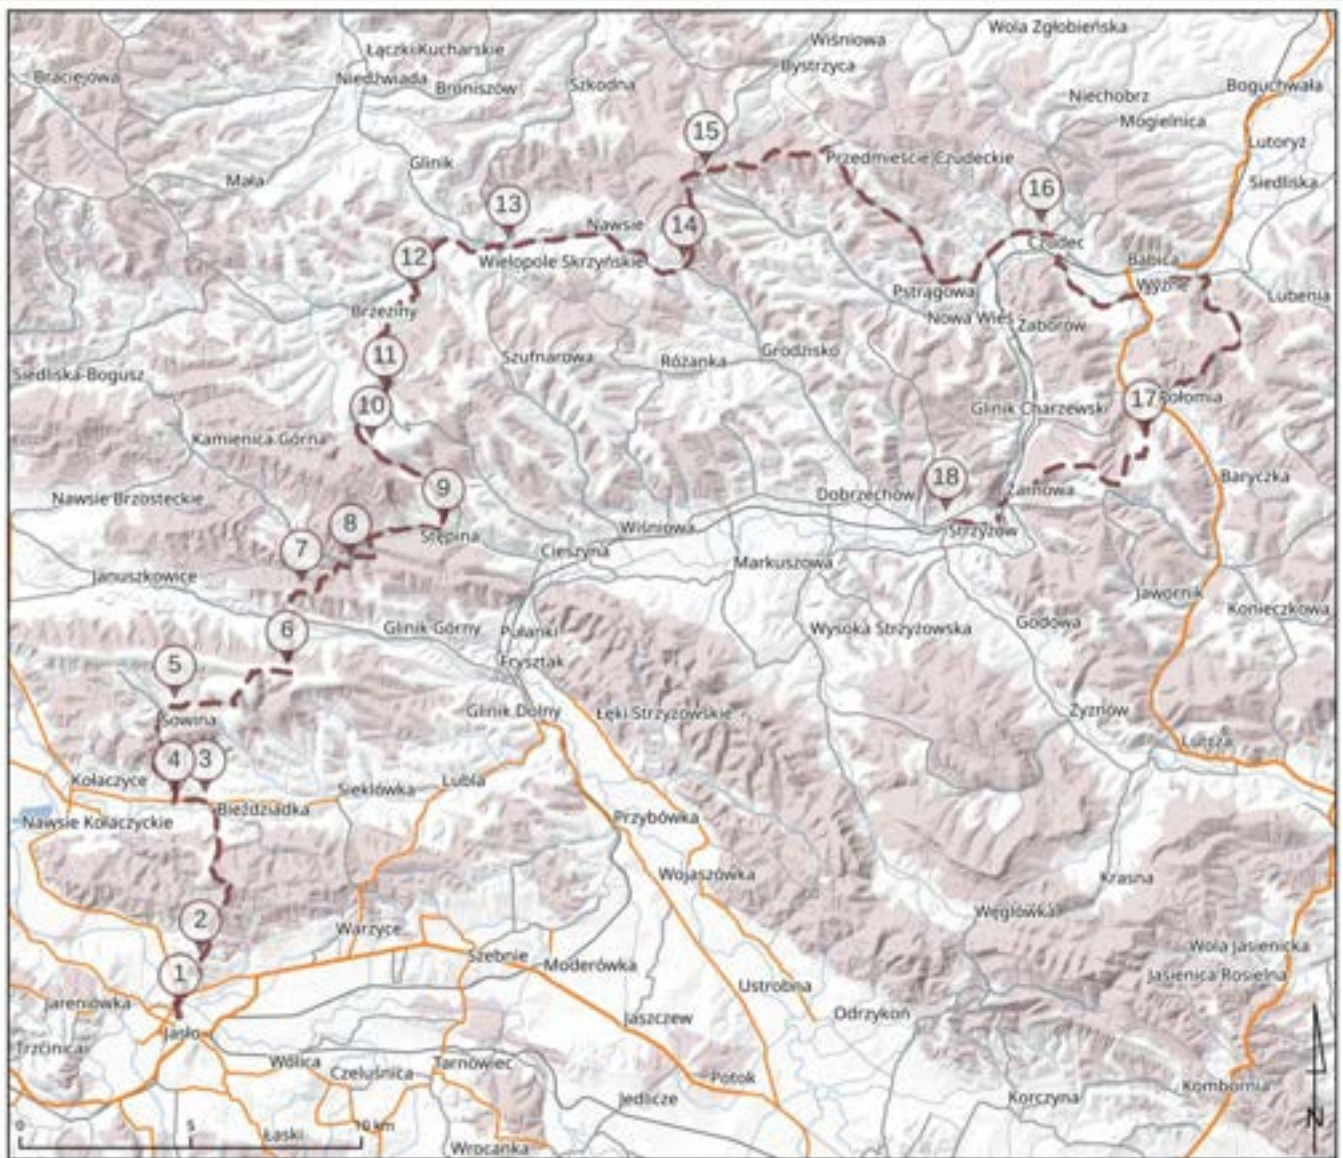 Wola Zgłobieńska
Wiśniowa
Łączki Kucharskie
Bystrzyca
Braciejowa
Niedźwiada
Broniszów
Szkodna
Boguchwała
Niechobrz
Mogielnica
15
Lutoryż
Przedmieście Czudeckie
Glinik
Mała
Siedliska
16
13
Nawsie
14
Czudec
12
Wielopole Skrzyńskie
Babica
Wyżne
Pstrągowa
Lubenia
Brzeziny
Nowa Wieś
Zaborów
11
Szufnarowa
Różanka
Grodzisko
Siedliska-Bogusz
10
17
Połomia
Glinik Charzewski
Kamienica Górna
Baryczka
18
9
Nawsie Brzosteckie
Dobrzechów
Żarnowa
8
Wiśniowa
Strzyżów
Stępina
7
Cieszyna
Markuszowa
Januszkowice
Jawornik
Konieczkowa
6
Glinik Górny
Pułanki
Wysoka Strzyżowska
Godowa
5
Frysztak
Sowina
Glinik Dolny
Łęki Strzyżowskie
Żyznów
Lutcza
4
3
Kołaczyce
Sieklówka
Lubla
Bieździadka
Nawsie Kołaczyckie
Przybówka
Wojaszówka
Krasna
2
Węglówka
Warzyce
Wola Jasienicka
Szebnie
Moderówka
1
Jasienica Rosielna
Ustrobna
Jareniówka
Odrzykoń
Jaszczew
Jasło
Trzcinica
Wólica
Czeluśnica
Tarnowiec
Potok
Kombornia
Jedlicze
Korczyna
N
0
5
10 km
Łaski
Wrocanka